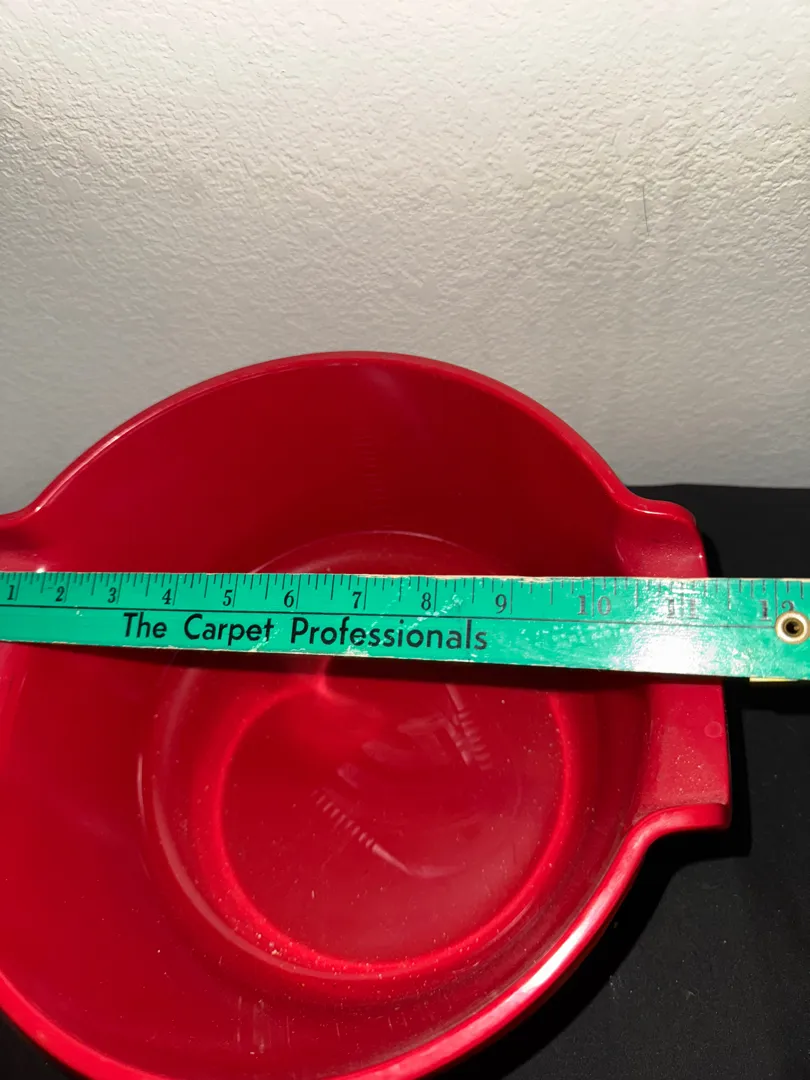 1 2 3 4 5 6 7 8 9 10 11 12
The Carpet Professionals